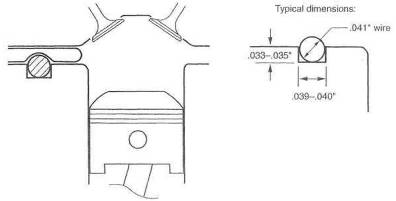 Typical dimensions:
.041" wire
.033–.035"
.039–.040"